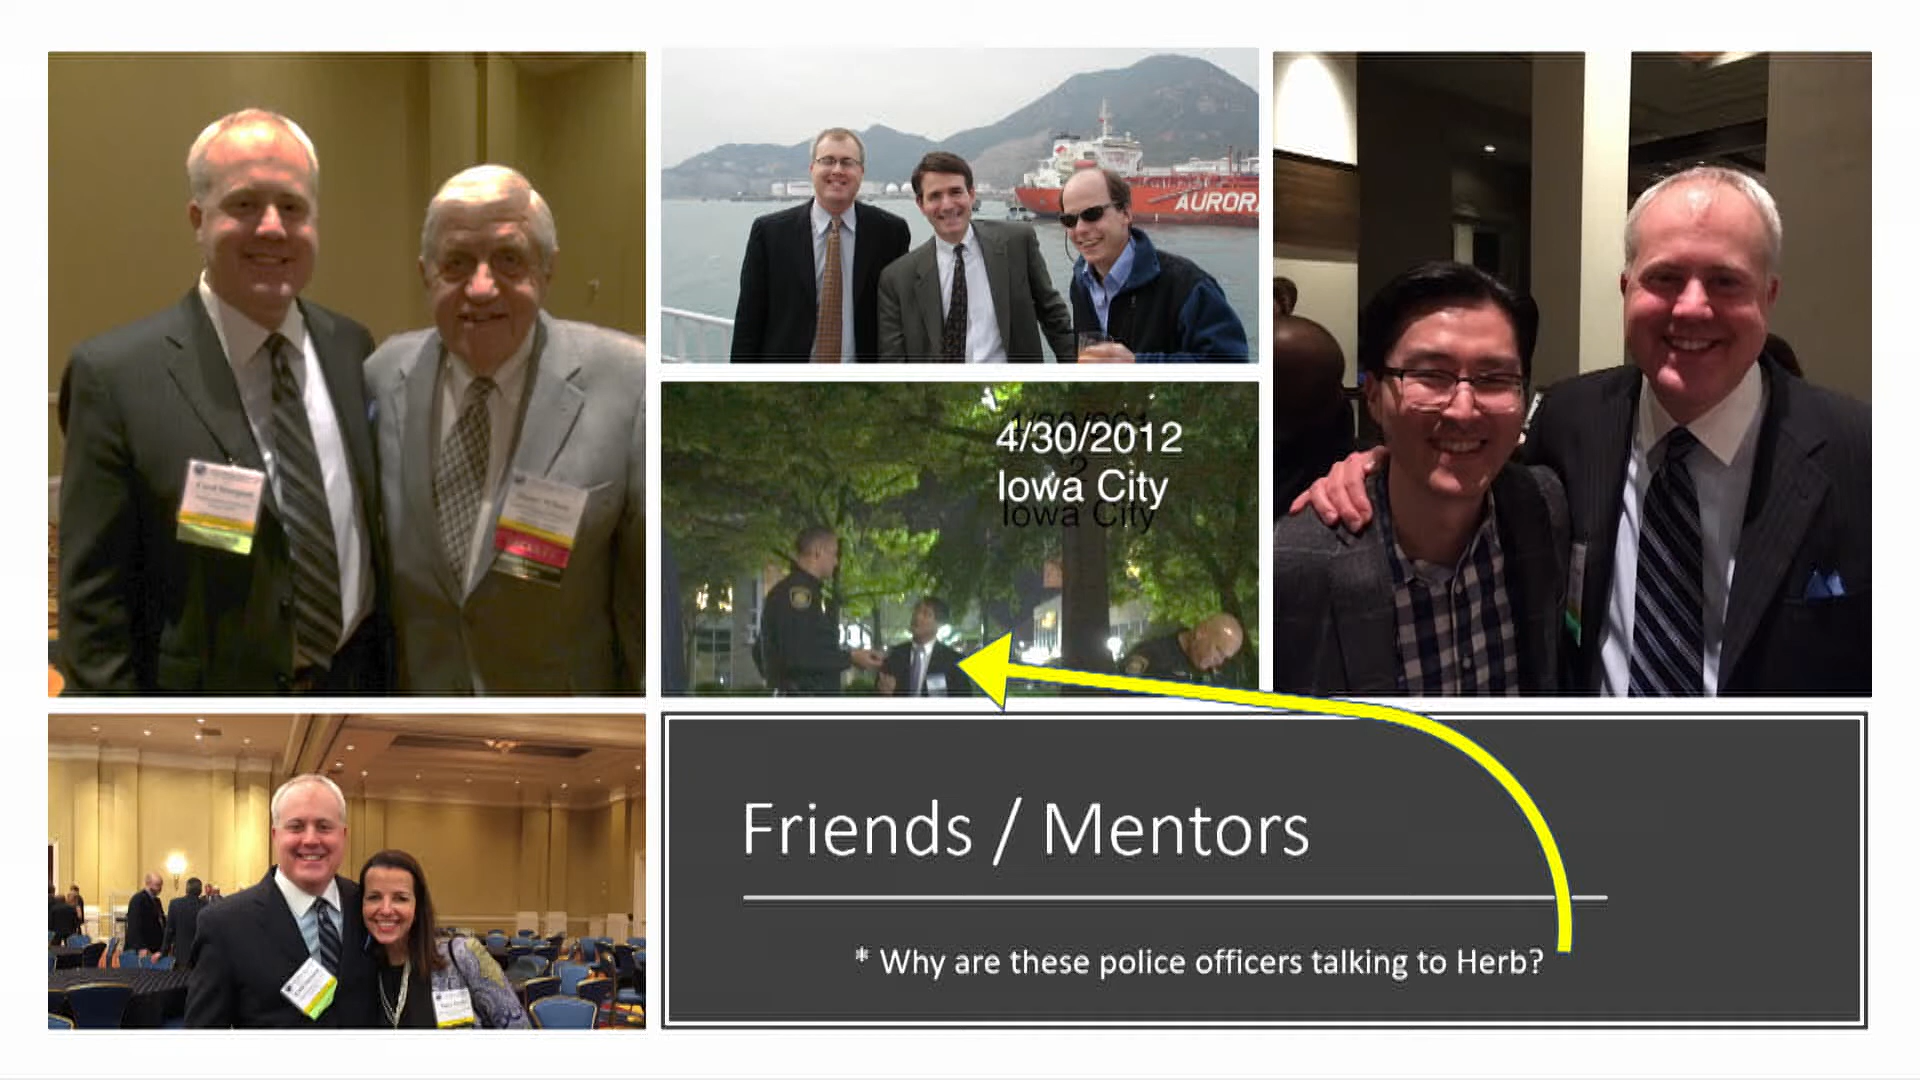 AURORA
4/30/2012
Iowa City
Friends / Mentors
* Why are these police officers talking to Herb?